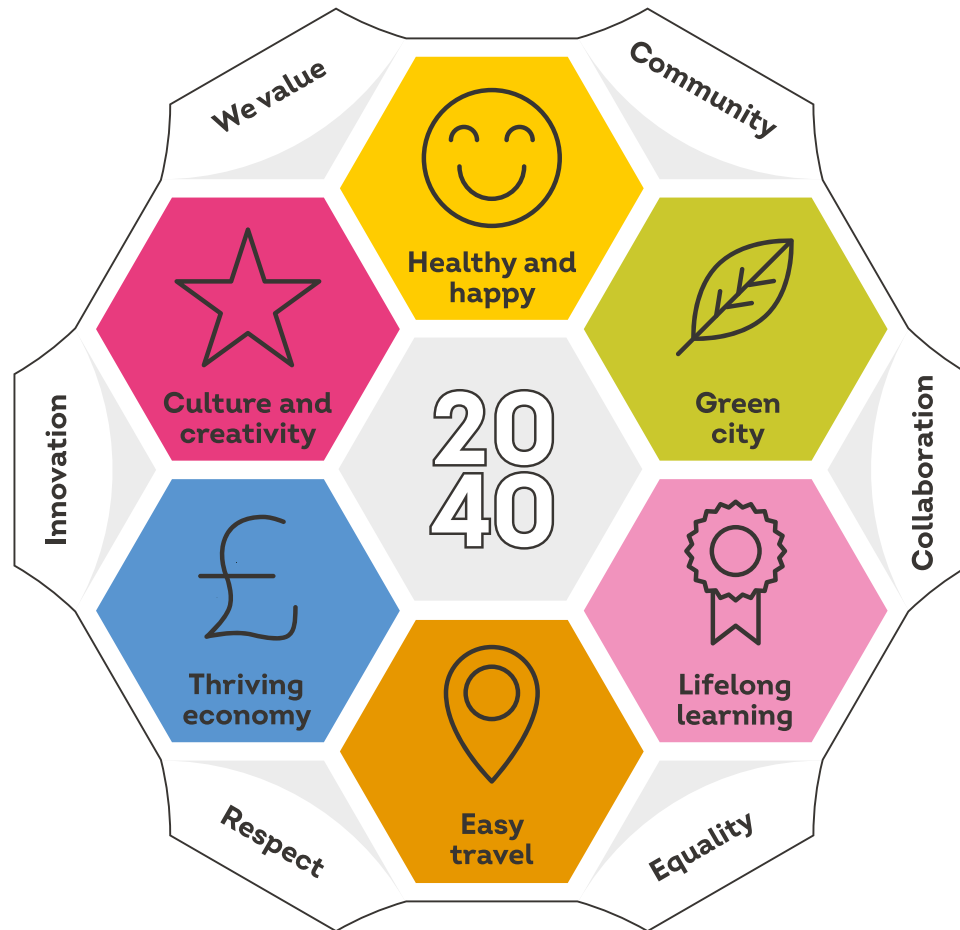 We value
Community
Healthy and
happy
Culture and
creativity
Green
city
20
40
Innovation
Collaboration
Thriving
economy
Lifelong
learning
Easy
travel
Respect
Equality